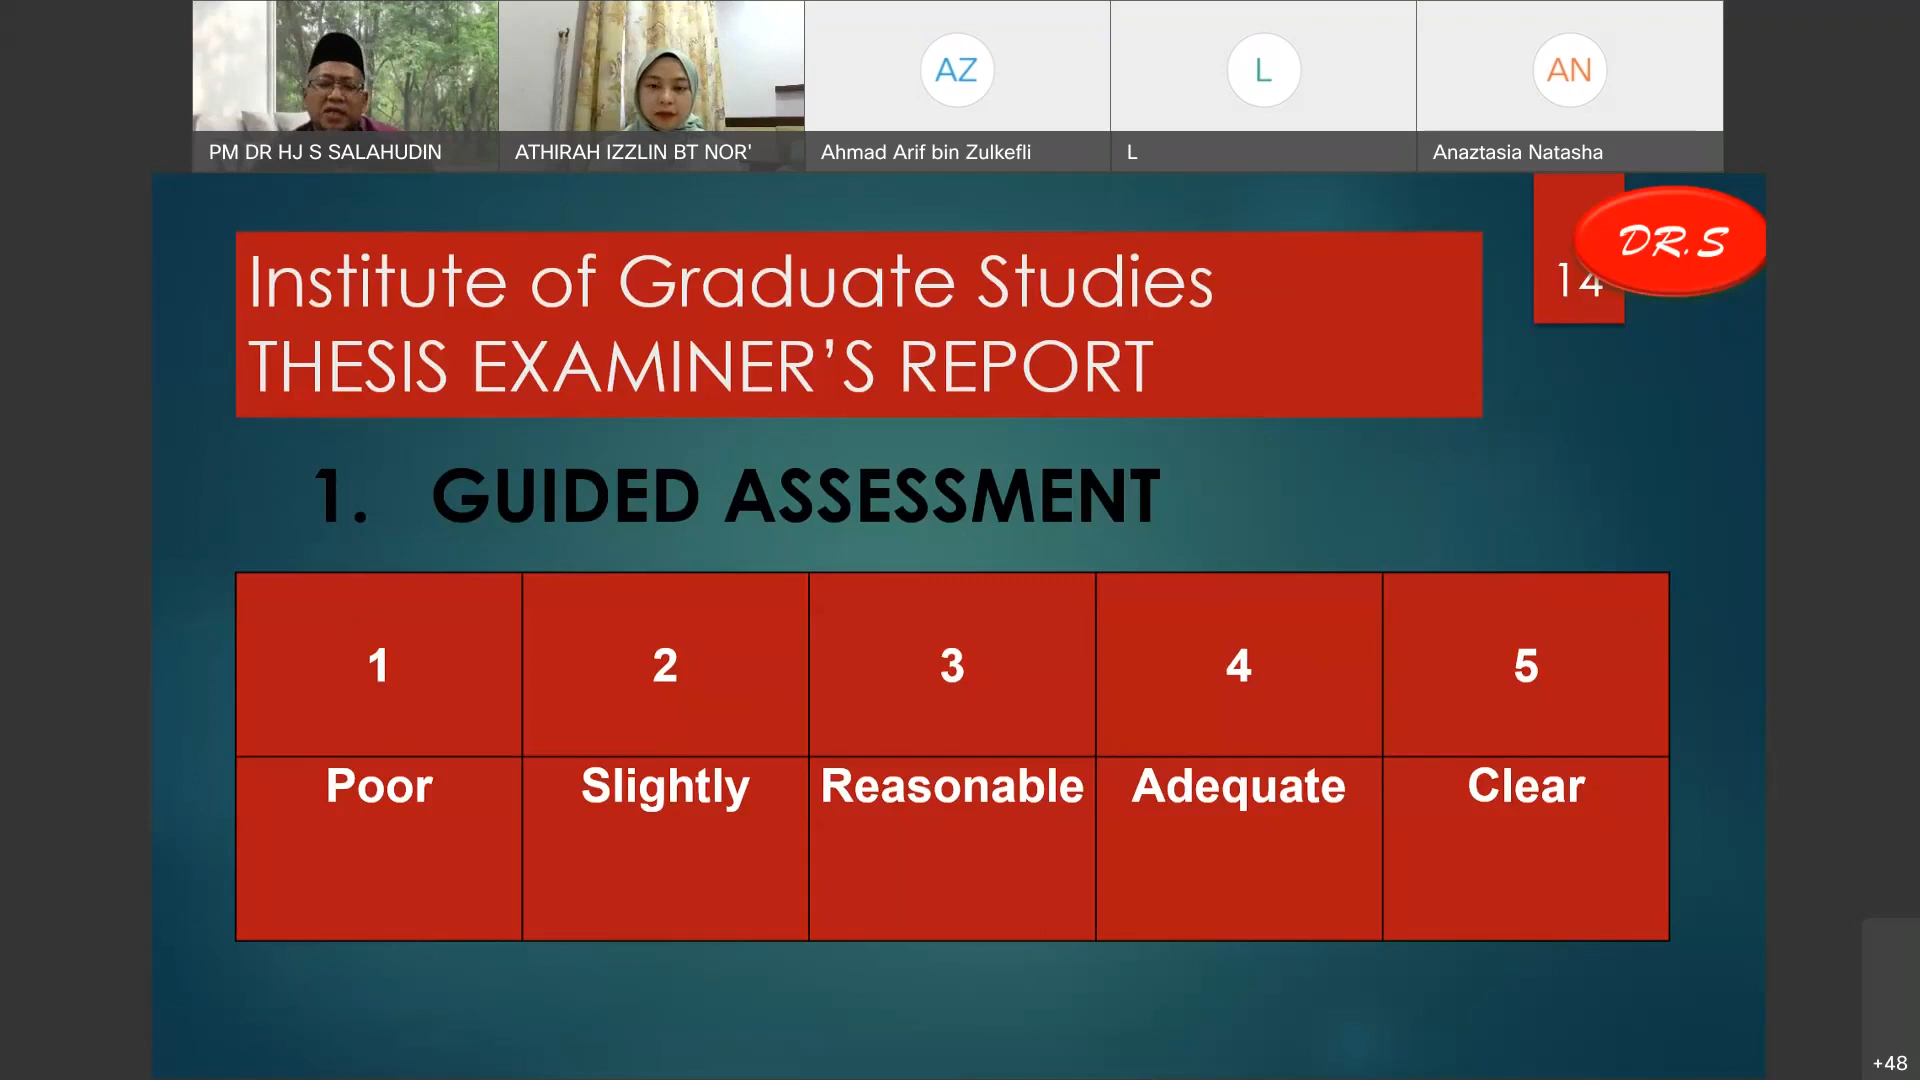 AZ
L
AN
PM DR HJ S SALAHUDIN
ATHIRAH IZZLIN BT NOR'
Ahmad Arif bin Zulkefli
L
Anaztasia Natasha
DR.S
14
Institute of Graduate Studies
THESIS EXAMINER’S REPORT
1. GUIDED ASSESSMENT
1 2 3 4 5
Poor Slightly Reasonable Adequate Clear
+48